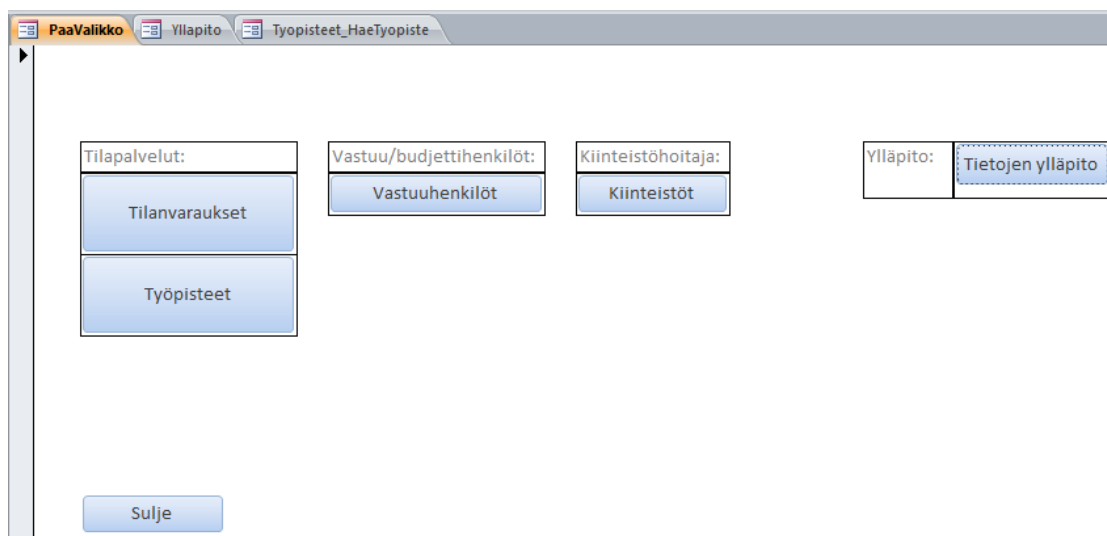 PaaValikko Yllapito Tyopisteet_HaeTyopiste
Tilapalvelut: Vastuu/budjettihenkilöt: Kiinteistöhoitaja: Ylläpito: Tietojen ylläpito
Tilanvaraukset Vastuuhenkilöt Kiinteistöt
Työpisteet
Sulje